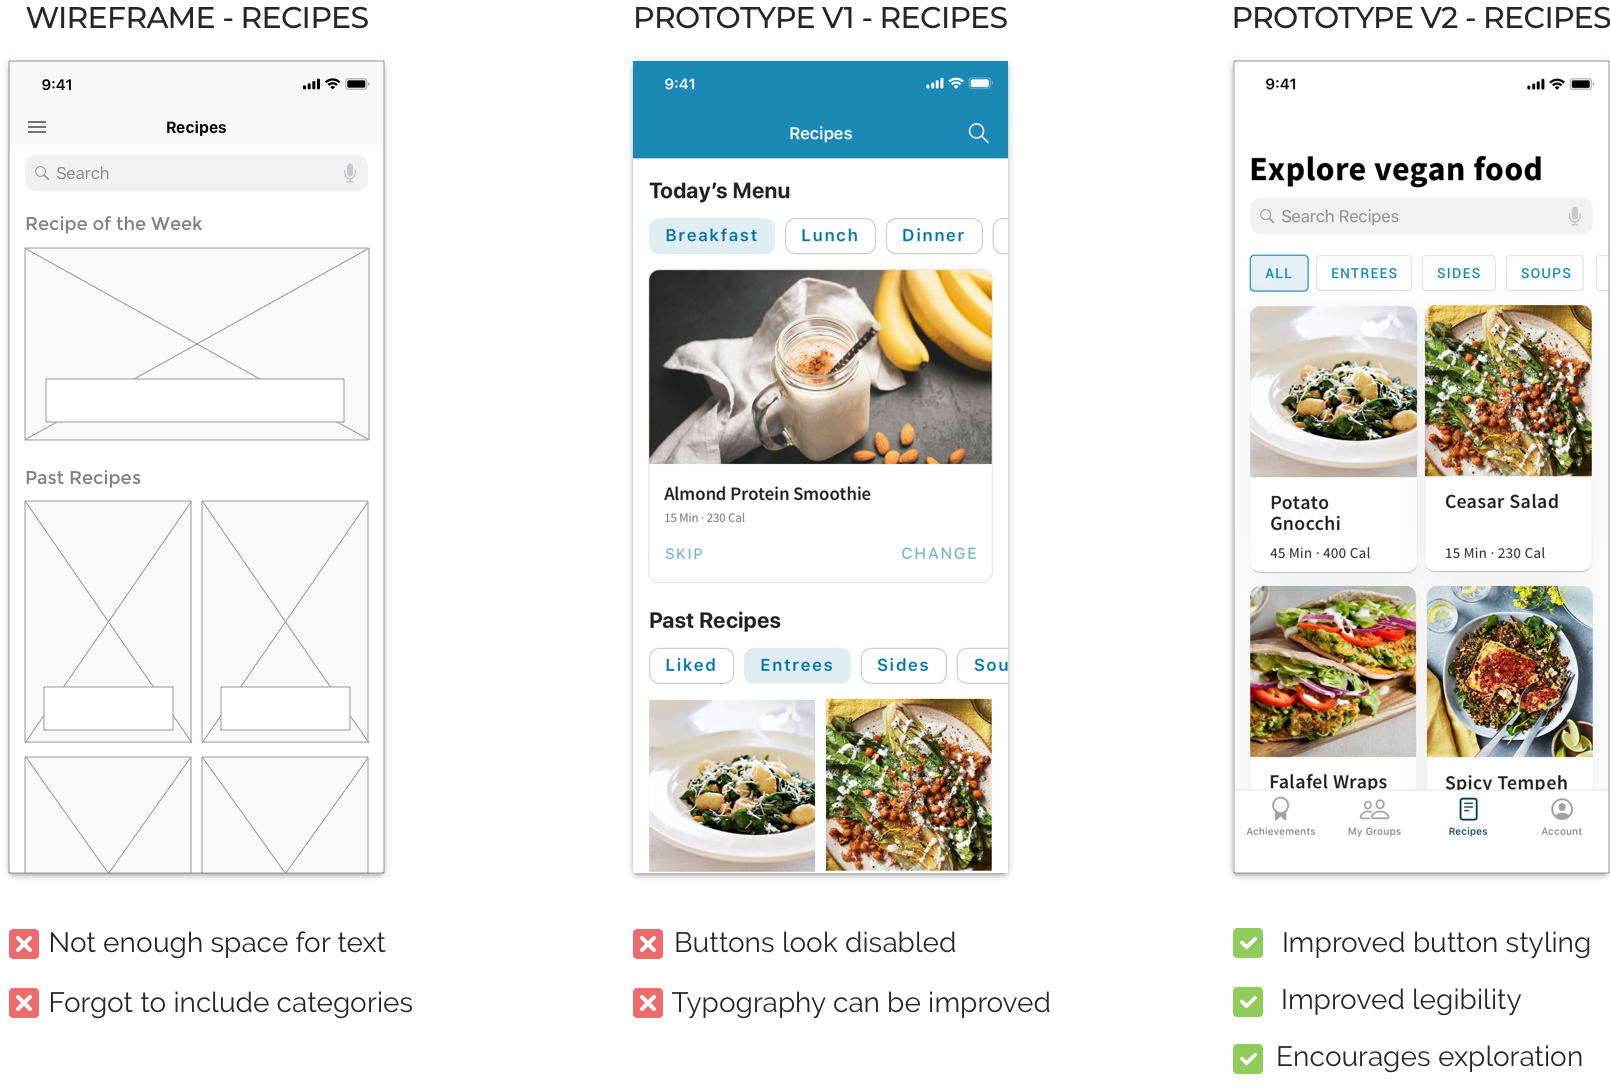 WIREFRAME - RECIPES
9:41
Recipes
Search
Recipe of the Week
Past Recipes
Not enough space for text
Forgot to include categories
PROTOTYPE V1 - RECIPES
9:41
Recipes
Today's Menu
Breakfast Lunch Dinner
Almond Protein Smoothie
15 Min · 230 Cal
SKIP CHANGE
Past Recipes
Liked Entrees Sides Sou
Buttons look disabled
Typography can be improved
PROTOTYPE V2 - RECIPES
9:41
Explore vegan food
Search Recipes
ALL ENTREES SIDES SOUPS
Potato
Gnocchi
45 Min · 400 Cal
Ceasar Salad
15 Min · 230 Cal
Falafel Wraps
Spicy Tempeh
Achievements My Groups Recipes Account
Improved button styling
Improved legibility
Encourages exploration